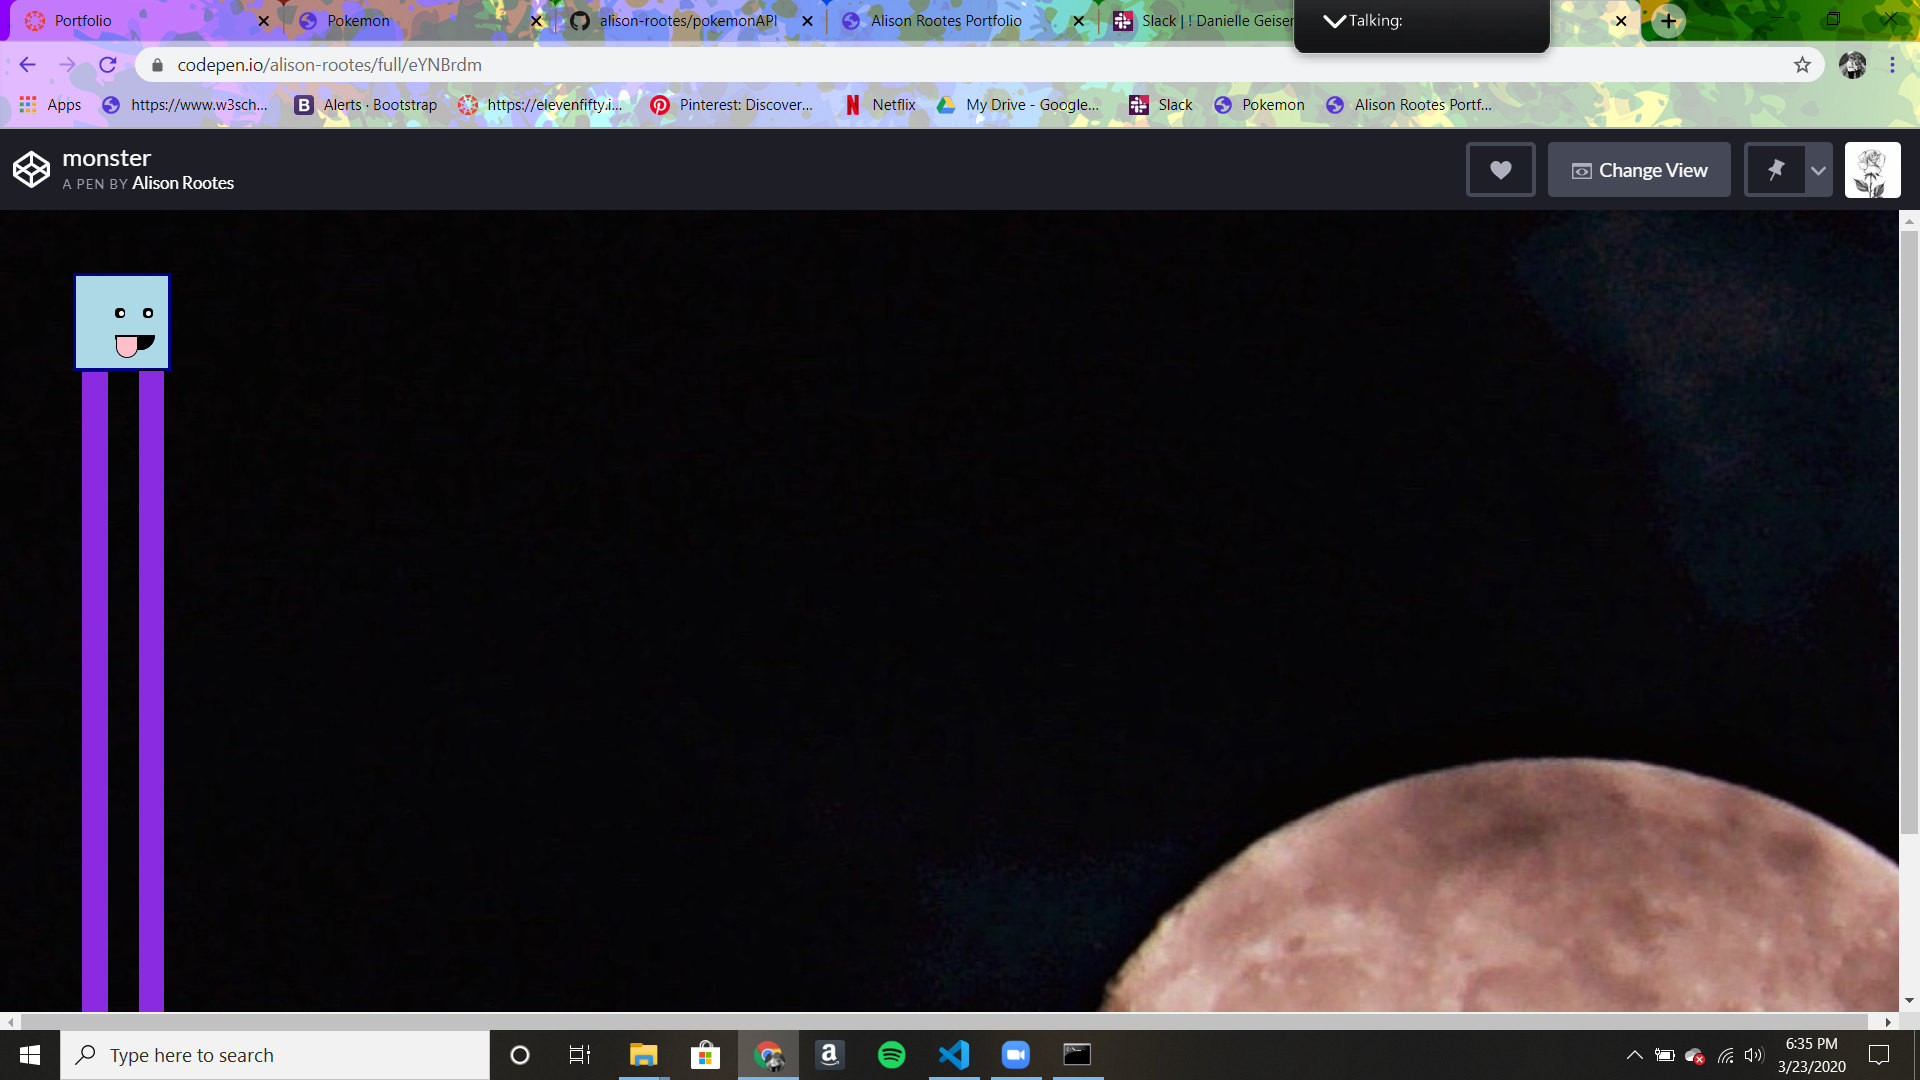 Portfolio
Pokemon
alison-rootes/pokemonAPI
Alison Rootes Portfolio
Slack | ! Danielle Geiser
Talking:
codepen.io/alison-rootes/full/eYNBrdm
Apps
https://www.w3sch...
Alerts · Bootstrap
https://elevenfifty.i...
Pinterest: Discover...
Netflix
My Drive - Google...
Slack
Pokemon
Alison Rootes Portf...
monster
A PEN BY Alison Rootes
Change View
Type here to search
6:35 PM
3/23/2020